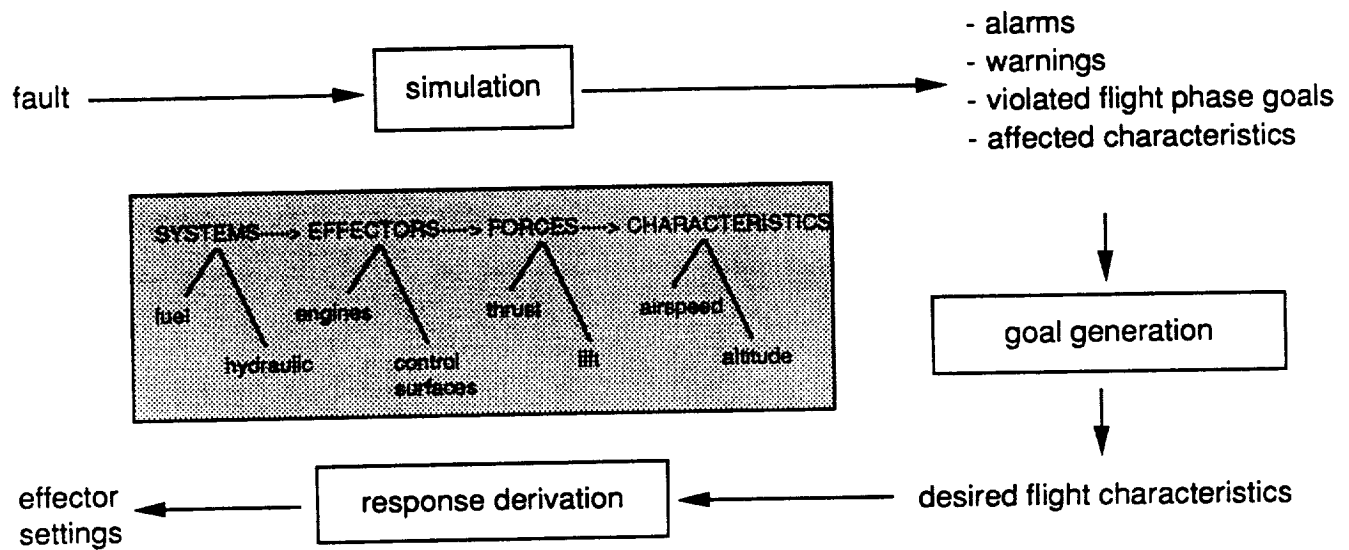 fault
simulation
- alarms
- warnings
- violated flight phase goals
- affected characteristics
SYSTEMS----> EFFECTORS----> FORCES----> CHARACTERISTICS
fuel
engines
thrust
airspeed
hydraulic
control
surfaces
lift
altitude
goal generation
desired flight characteristics
response derivation
effector
settings